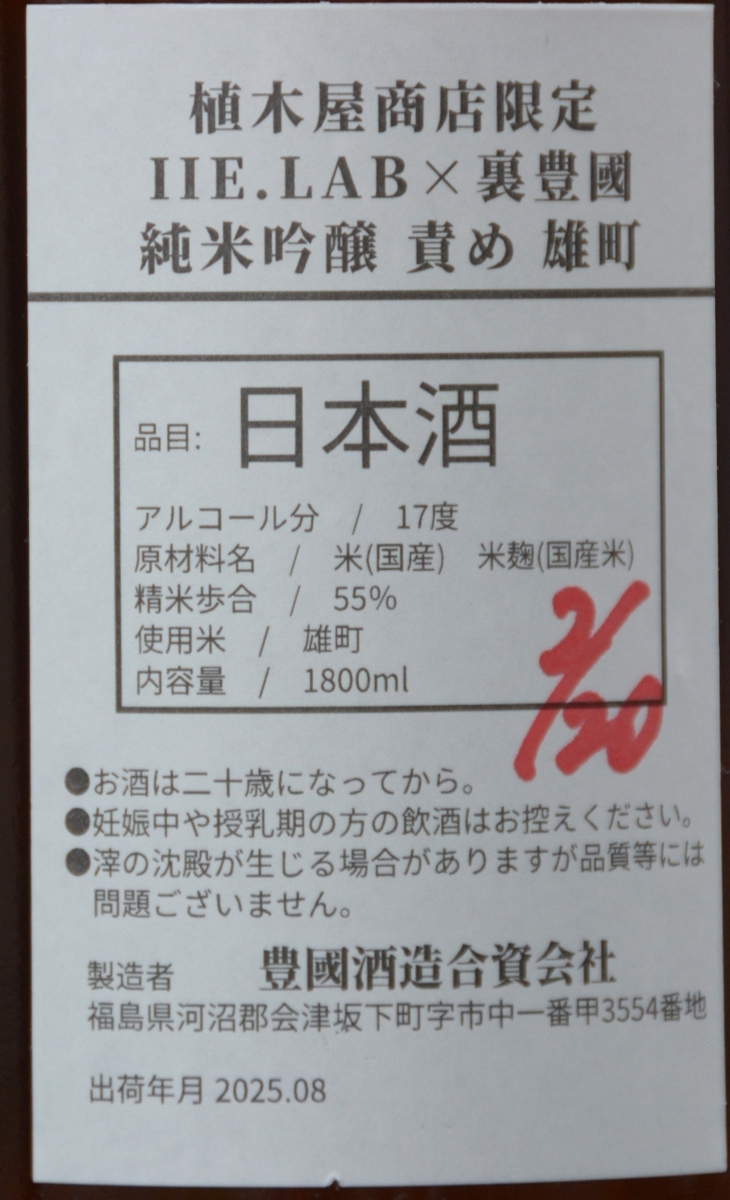 植木屋商店限定
IIE.LAB×裏豊國
純米吟醸 責め 雄町
品目: 日本酒
アルコール分 / 17度
原材料名 / 米(国産) 米麹(国産米)
精米歩合 / 55%
使用米 / 雄町
内容量 / 1800ml
2/20
●お酒は二十歳になってから。
●妊娠中や授乳期の方の飲酒はお控えください。
●滓の沈殿が生じる場合がありますが品質等には
問題ございません。
製造者 豊國酒造合資会社
福島県河沼郡会津坂下町字市中一番甲3554番地
出荷年月 2025.08